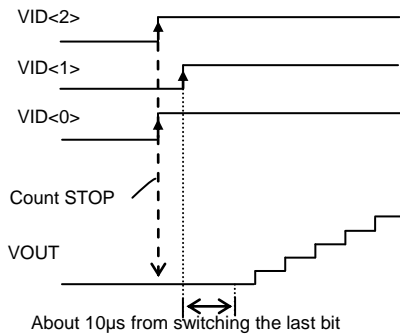 VID<2>
VID<1>
VID<0>
Count STOP
VOUT
About 10µs from switching the last bit